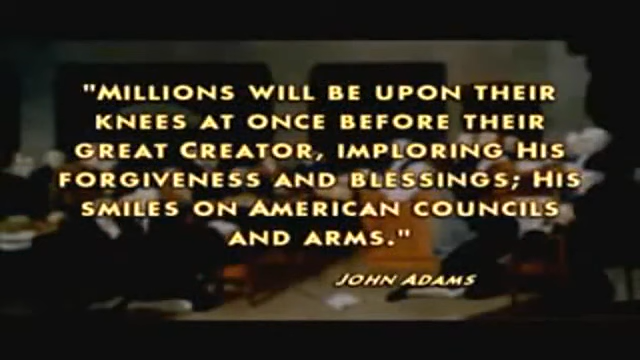 "Millions will be upon their
knees at once before their
great Creator, imploring His
forgiveness and blessings; His
smiles on American councils
and arms."
John Adams